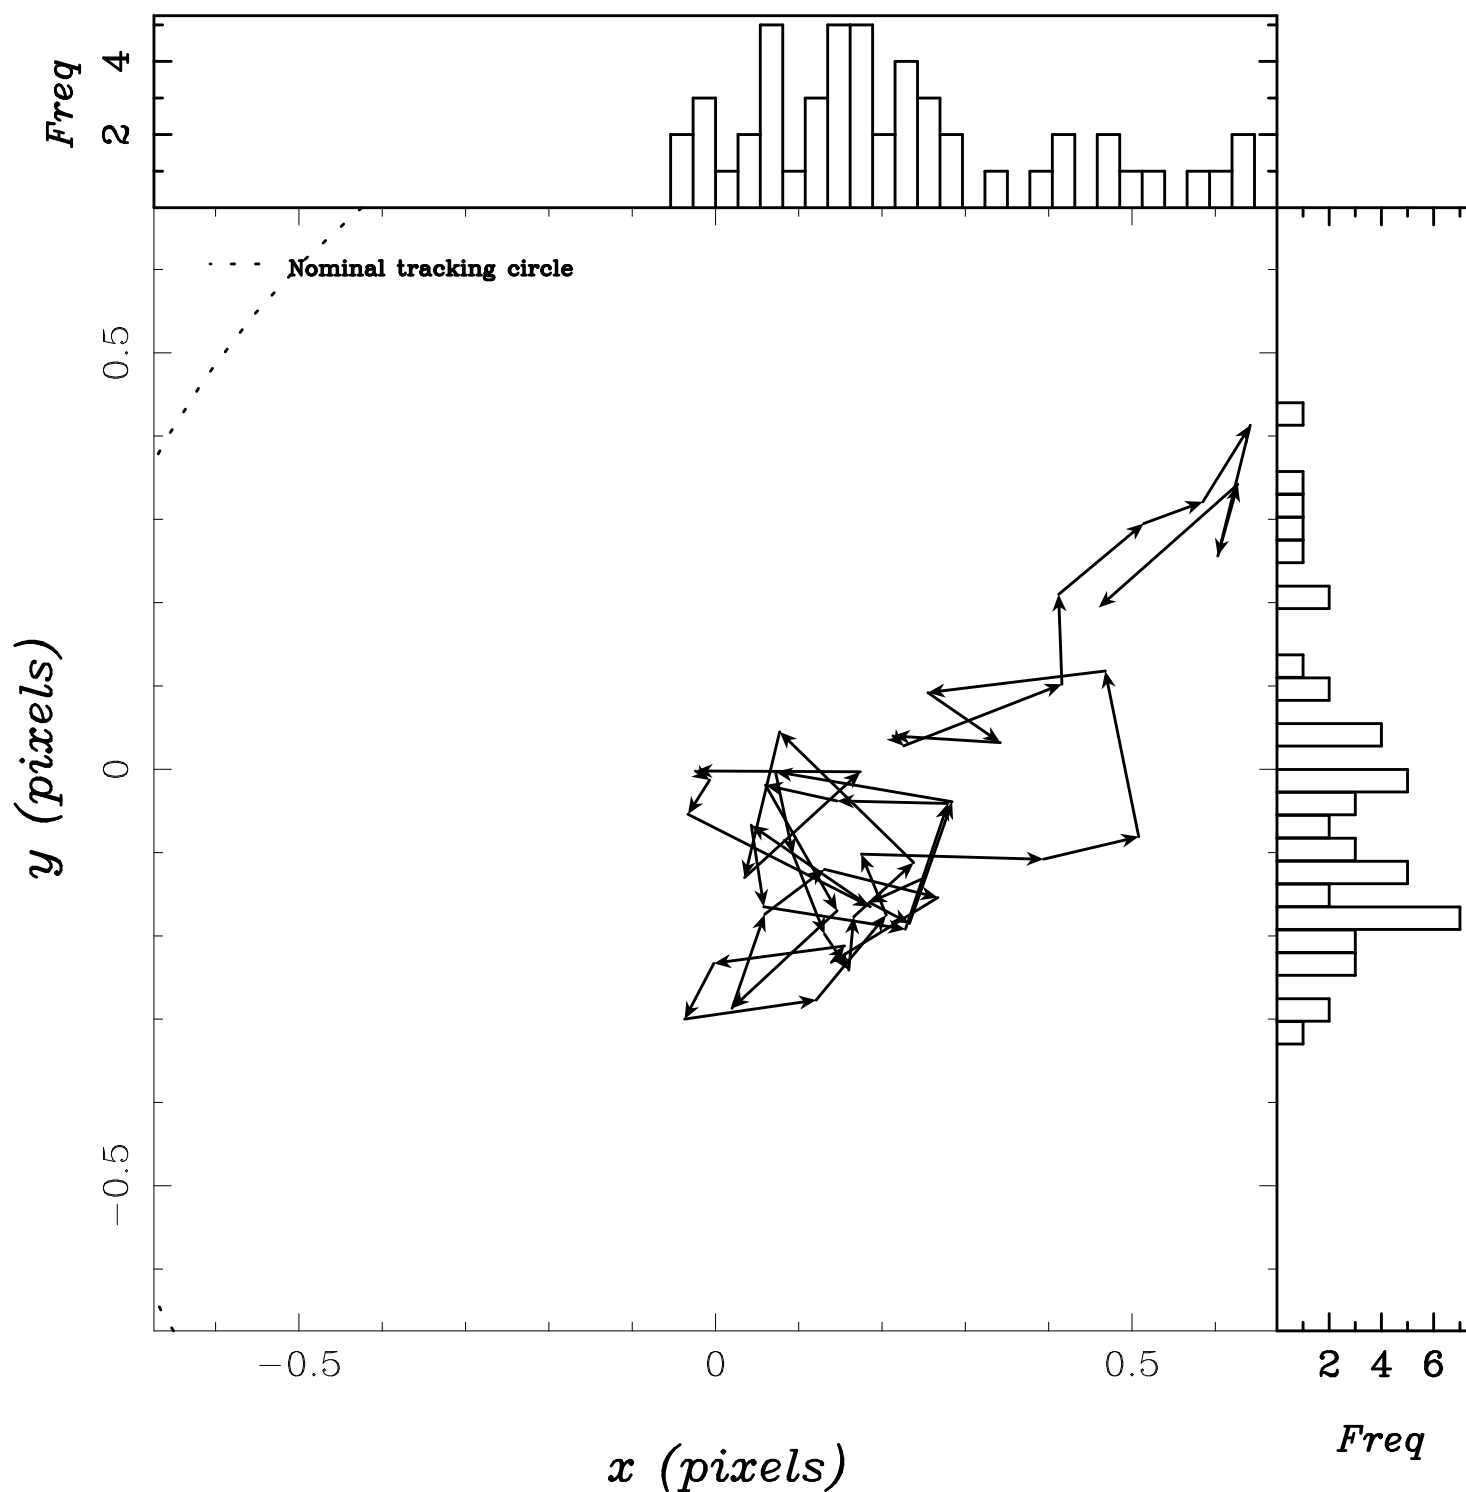 Freq
4
2
Nominal tracking circle
0.5
0
−0.5
y (pixels)
−0.5 0 0.5
x (pixels)
2 4 6
Freq